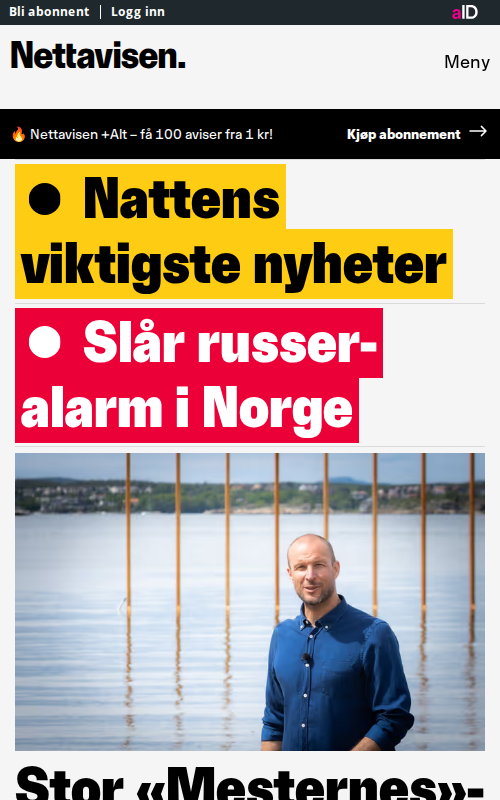 Bli abonnent | Logg inn aID
Nettavisen.
Meny
🔥 Nettavisen +Alt – få 100 aviser fra 1 kr! Kjøp abonnement →
● Nattens
viktigste nyheter
● Slår russer-
alarm i Norge
Stor «Mesternes»-